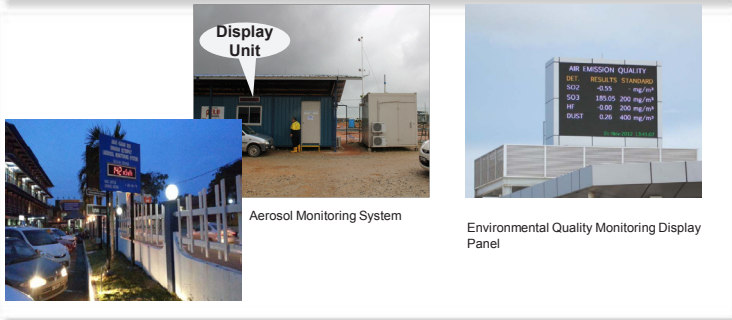 Display
Unit
AIR EMISSION QUALITY
DET. RESULTS STANDARD
SO2 -0.55 - mg/m³
SO3 185.05 200 mg/m³
HF -0.00 200 mg/m³
DUST 0.26 400 mg/m³
Aerosol Monitoring System
Environmental Quality Monitoring Display
Panel